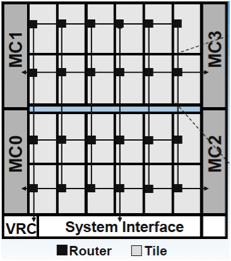 MC1
MC3
MC0
MC2
VRC
System Interface
Router
Tile